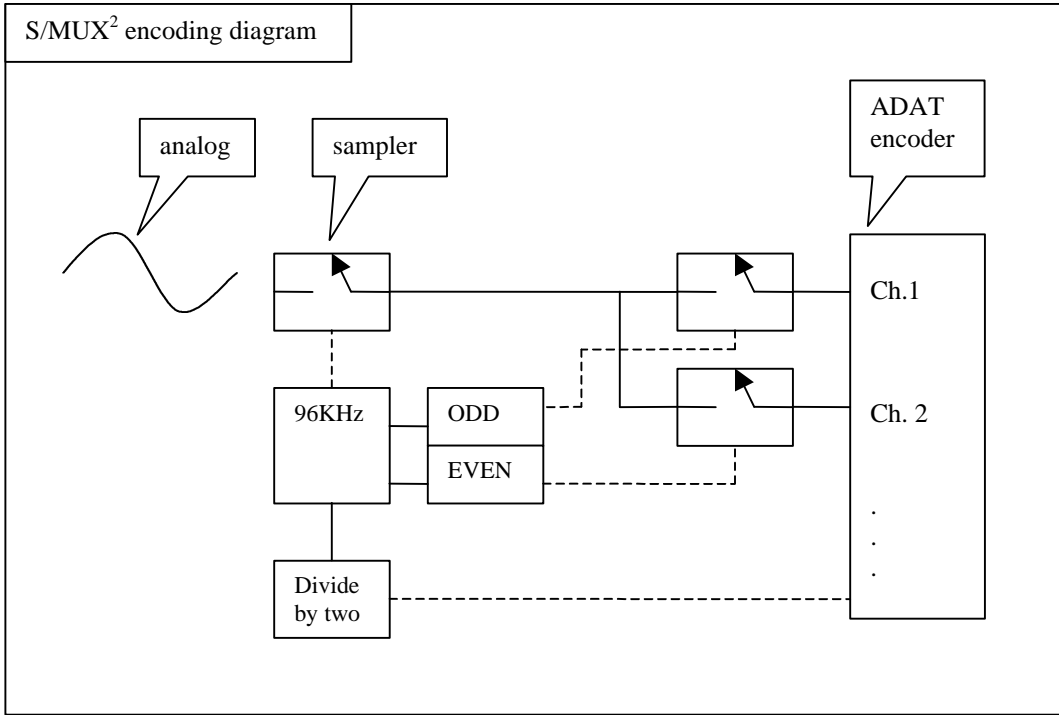 S/MUX² encoding diagram
analog
sampler
ADAT
encoder
Ch.1
96KHz
ODD
Ch. 2
EVEN
.
.
.
Divide
by two